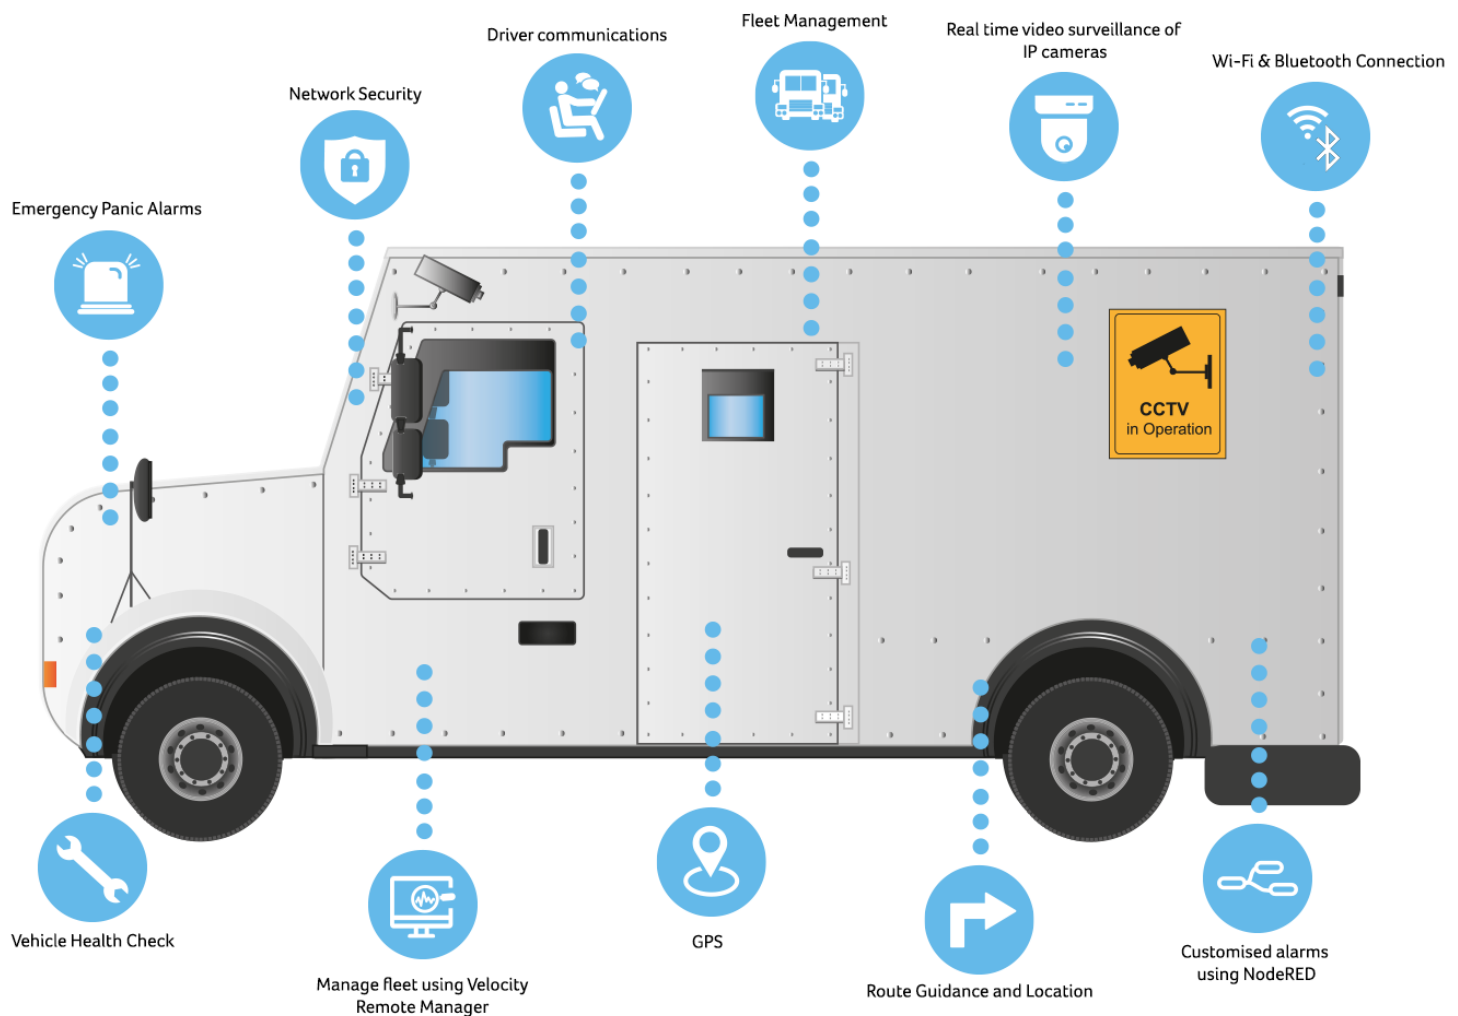 Fleet Management
Driver communications
Real time video surveillance of
IP cameras
Wi-Fi & Bluetooth Connection
Network Security
Emergency Panic Alarms
CCTV
in Operation
Vehicle Health Check
Manage fleet using Velocity
Remote Manager
GPS
Route Guidance and Location
Customised alarms
using NodeRED